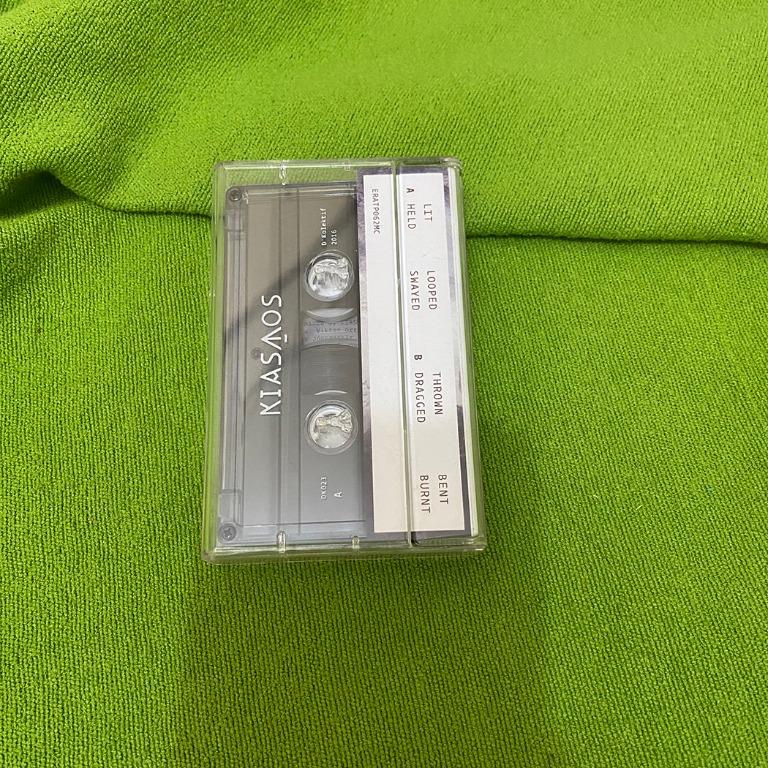 LIT LOOPED THROWN BENT
A HELD SWAYED B DRAGGED BURNT
ERATP062MC
KIASMOS
2016
A